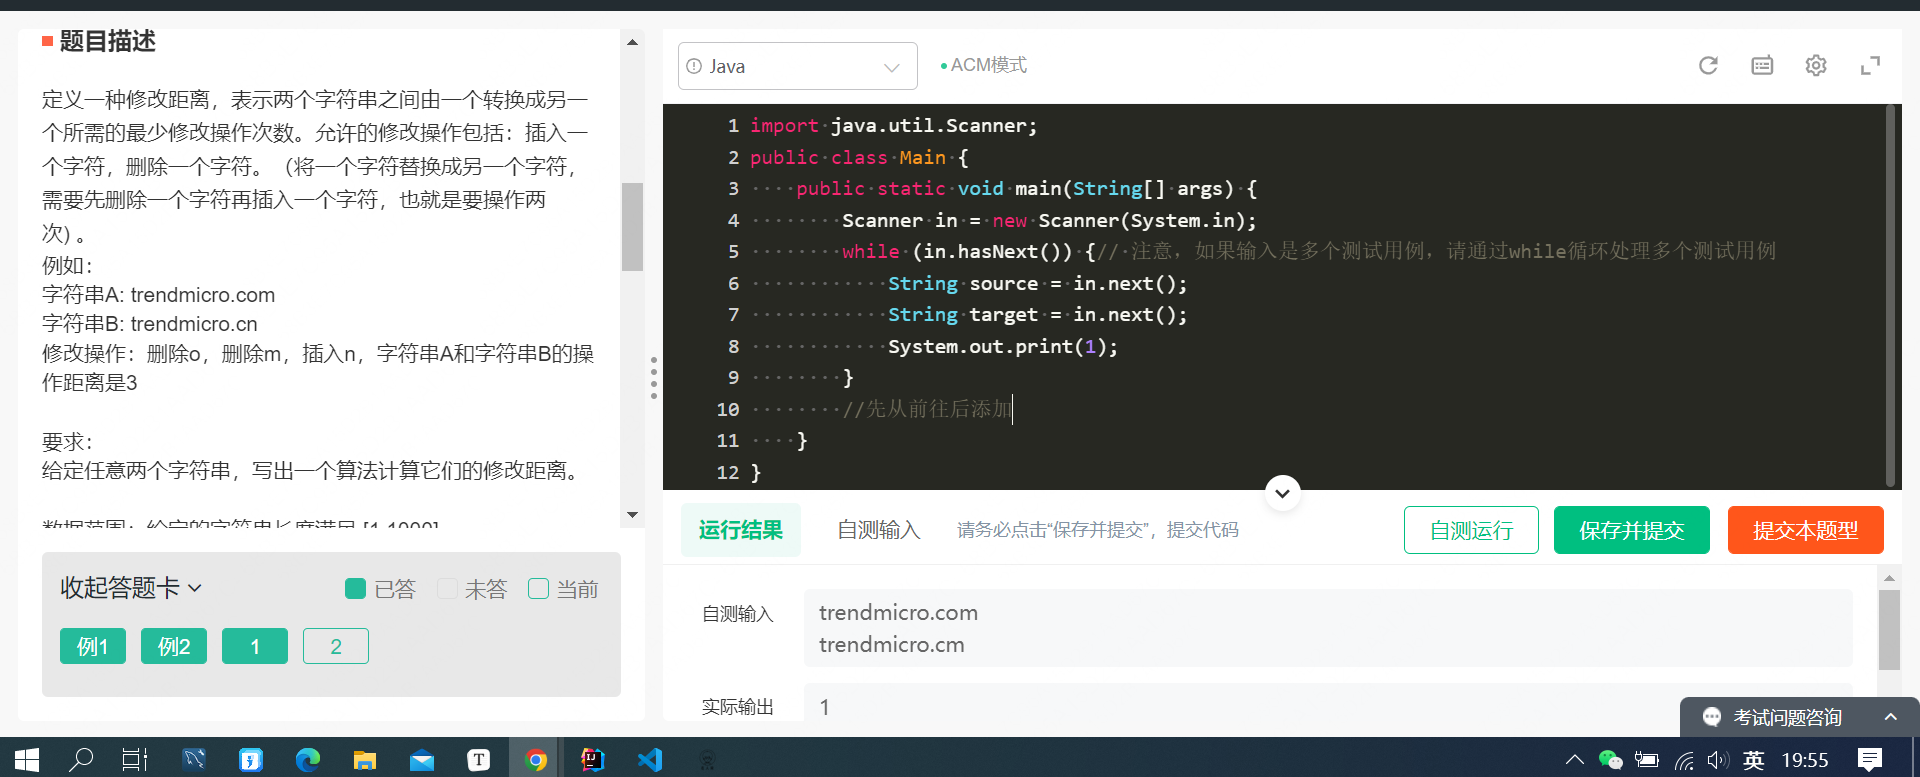 题目描述
定义一种修改距离，表示两个字符串之间由一个转换成另一
个所需的最少修改操作次数。允许的修改操作包括：插入一
个字符，删除一个字符。（将一个字符替换成另一个字符，
需要先删除一个字符再插入一个字符，也就是要操作两
次）。
例如：
字符串A: trendmicro.com
字符串B: trendmicro.cn
修改操作：删除o，删除m，插入n，字符串A和字符串B的操
作距离是3
要求：
给定任意两个字符串，写出一个算法计算它们的修改距离。
数据范围：给定的字符串长度满足 [1,1000]
收起答题卡
已答 未答 当前
例1 例2 1 2
Java
ACM模式
1 import java.util.Scanner;
2 public class Main {
3 public static void main(String[] args) {
4 Scanner in = new Scanner(System.in);
5 while (in.hasNext()) {// 注意，如果输入是多个测试用例，请通过while循环处理多个测试用例
6 String source = in.next();
7 String target = in.next();
8 System.out.print(1);
9 }
10 //先从前往后添加
11 }
12 }
运行结果 自测输入 请务必点击“保存并提交”，提交代码 自测运行 保存并提交 提交本题型
自测输入
trendmicro.com
trendmicro.cm
实际输出 1
考试问题咨询
英 19:55